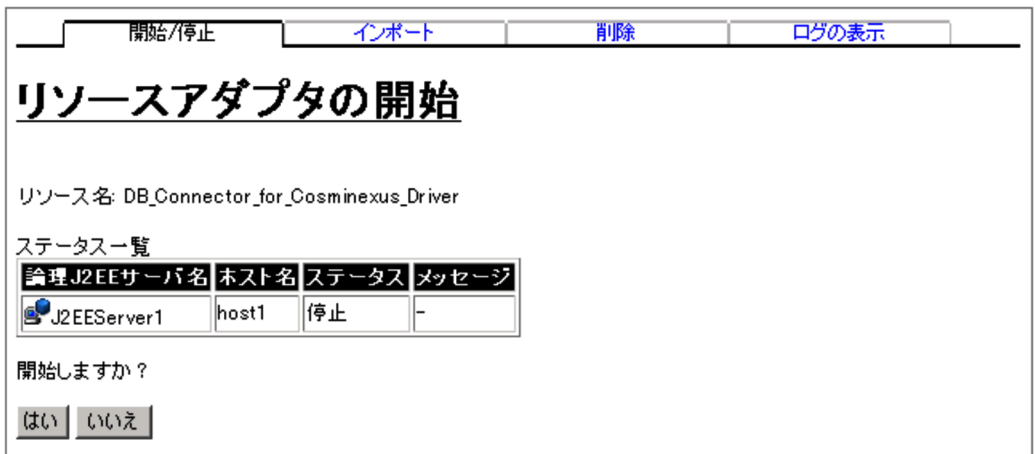 開始/停止 インポート 削除 ログの表示
リソースアダプタの開始
リソース名: DB_Connector_for_Cosminexus_Driver
ステータス一覧
論理J2EEサーバ名 ホスト名 ステータス メッセージ
J2EEServer1 host1 停止 -
開始しますか？
はい いいえ